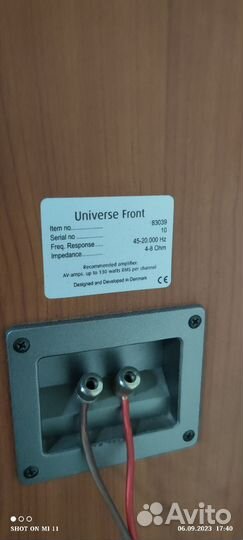 Universe Front
Item no. 83039
Serial no 10
Freq. Response 45-20.000 Hz
Impedance 4-8 Ohm
Recommended amplifier:
AV-amps. up to 130 watts RMS per channel
Designed and Developed in Denmark
CE
SHOT ON MI 11
06.09.2023 17:40
Avito